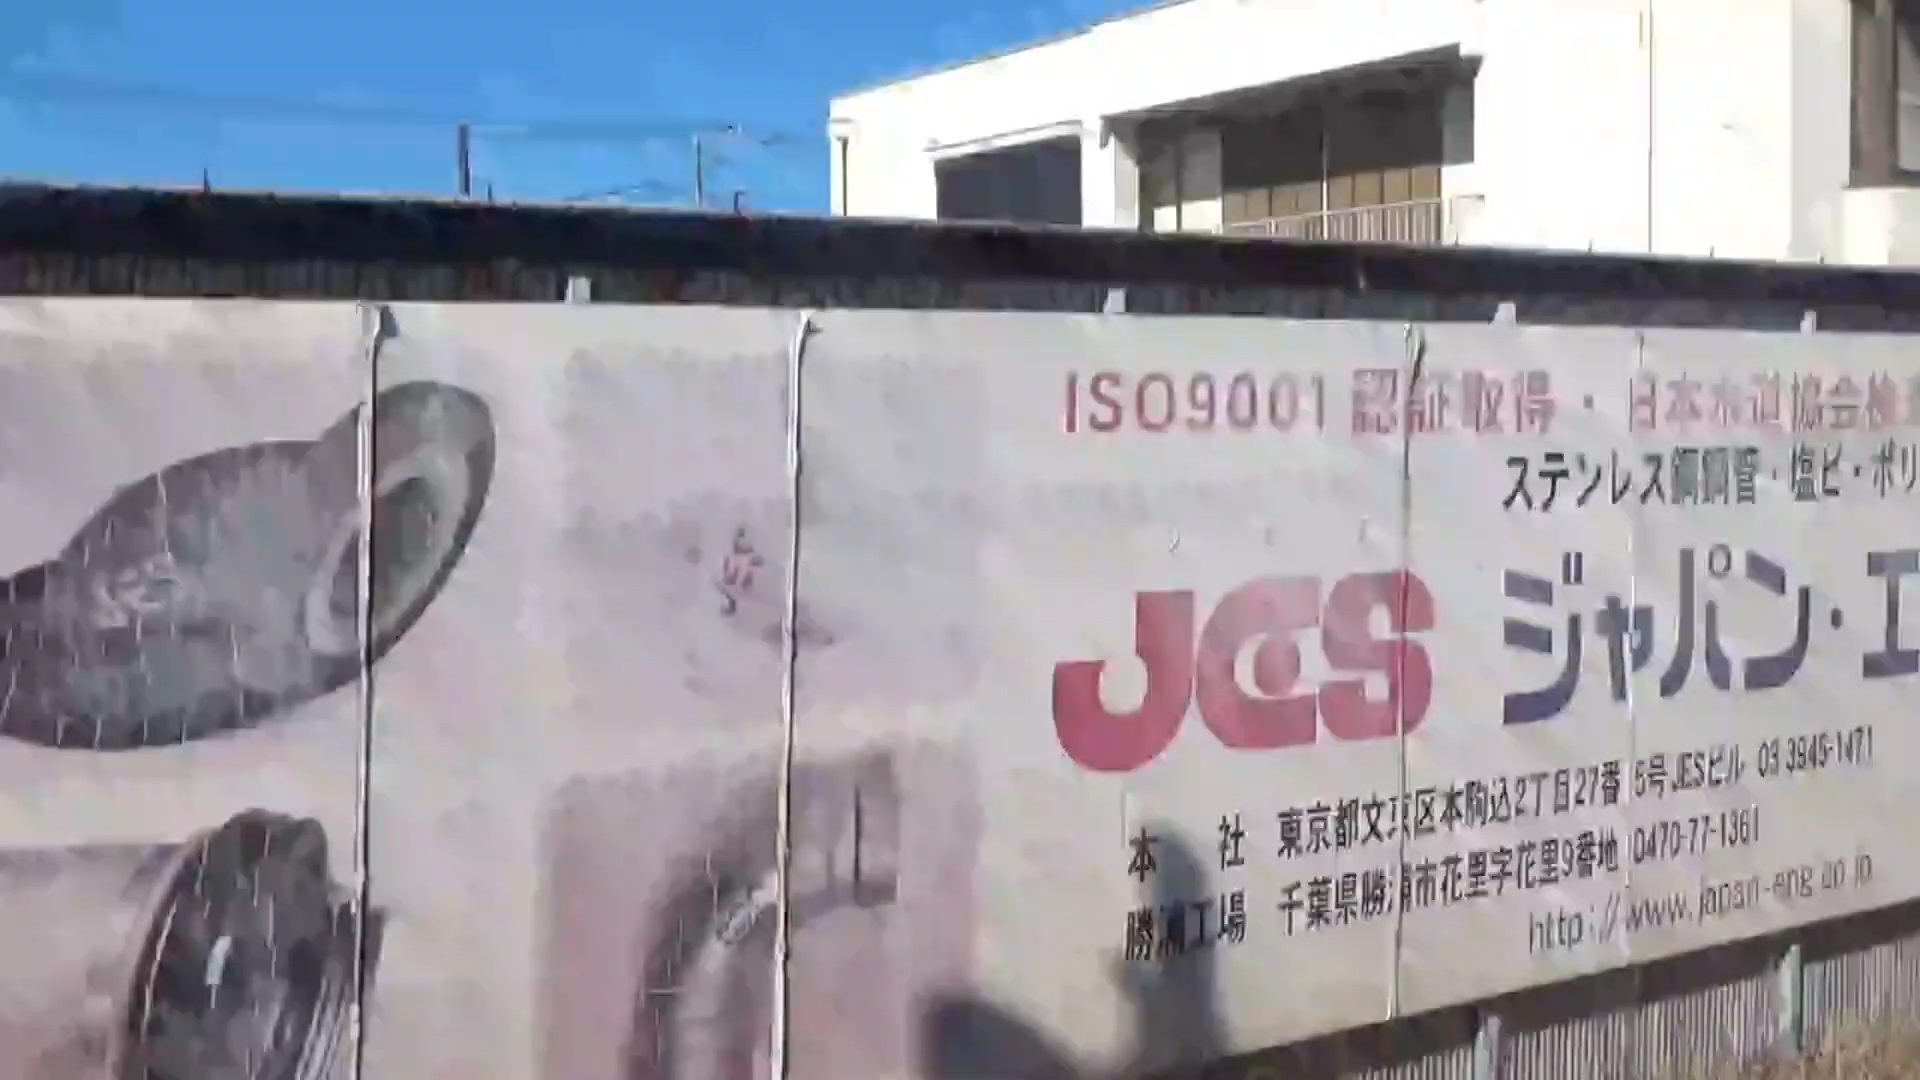 ISO9001 認証取得・日本水道協会検
ステンレス鋼鋼管・塩ビ・ポリ
JES ジャパン・エ
本 社 東京都文京区本駒込2丁目27番 5号 JESビル 03 3945-1471
勝浦工場 千葉県勝浦市花里字花里9番地 0470-77-1361
http://www.japan-eng.co.jp